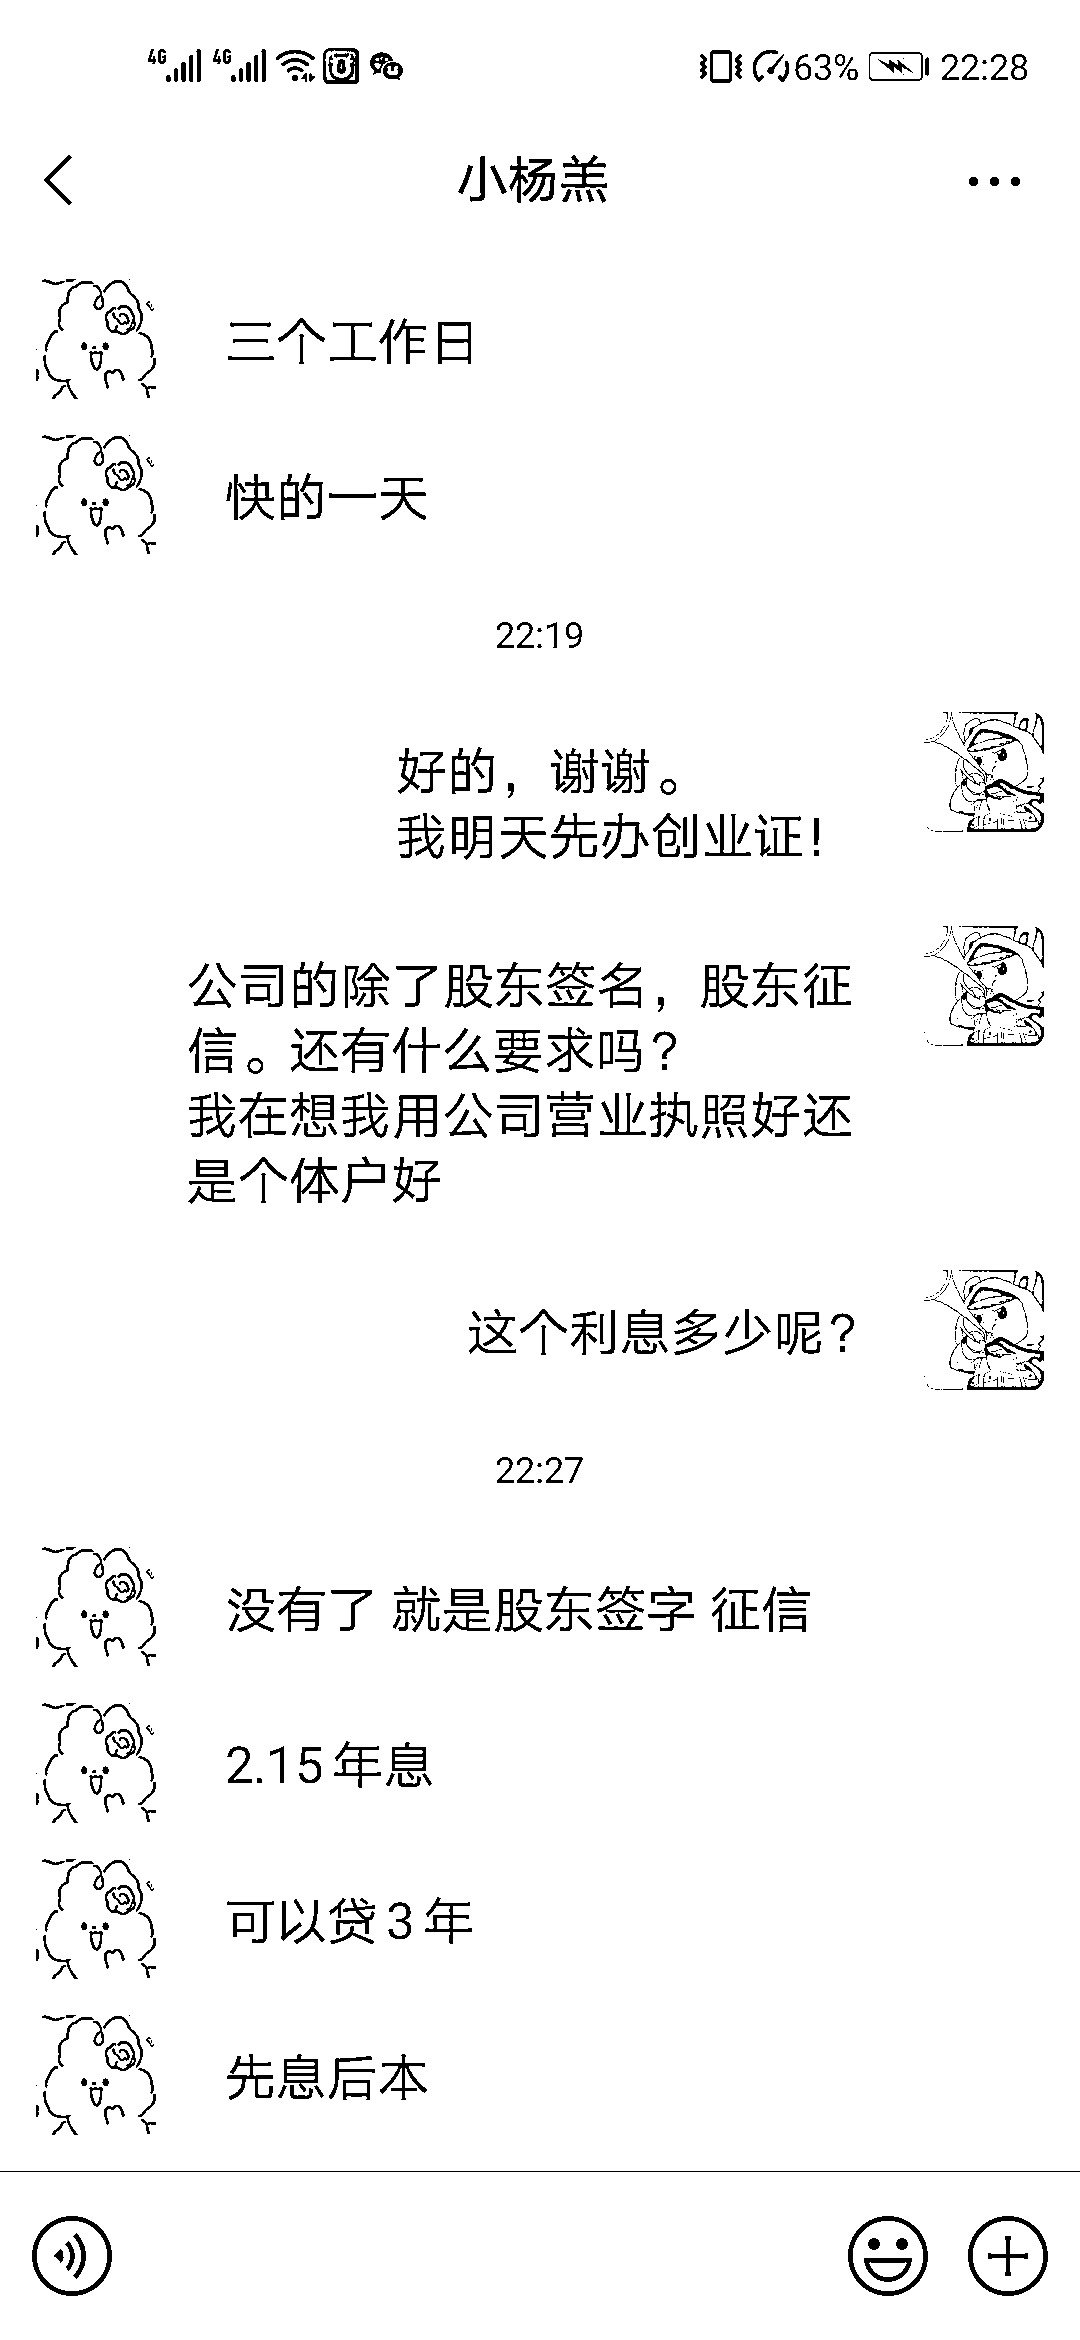 4G 4G 63% 22:28
小杨羔
三个工作日
快的一天
22:19
好的，谢谢。
我明天先办创业证！
公司的除了股东签名，股东征
信。还有什么要求吗？
我在想我用公司营业执照好还
是个体户好
这个利息多少呢？
22:27
没有了 就是股东签字 征信
2.15年息
可以贷3年
先息后本